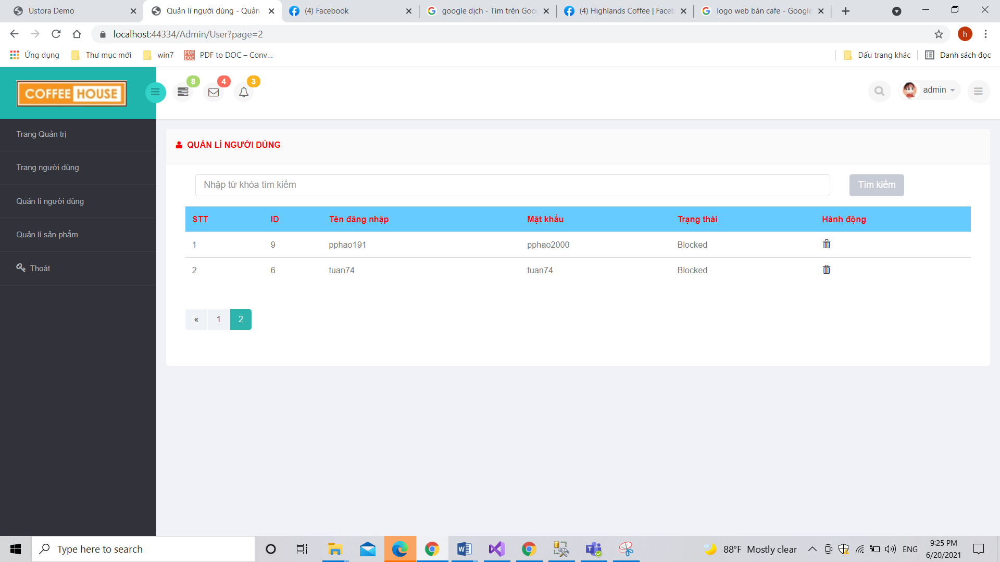 Ustora Demo
Quản lí người dùng - Quản
(4) Facebook
google dịch - Tìm trên Goo
(4) Highlands Coffee | Faceb
logo web bán cafe - Google
localhost:44334/Admin/User?page=2
h
Ứng dụng
Thư mục mới
win7
PDF to DOC – Conv...
Dấu trang khác
Danh sách đọc
COFFEE HOUSE
8
4
3
admin
Trang Quản trị
Trang người dùng
Quản lí người dùng
Quản lí sản phẩm
Thoát
QUẢN LÍ NGƯỜI DÙNG
Nhập từ khóa tìm kiếm
Tìm kiếm
STT ID Tên đăng nhập Mật khẩu Trạng thái Hành động
1 9 pphao191 pphao2000 Blocked
2 6 tuan74 tuan74 Blocked
« 1 2
Type here to search
88°F Mostly clear
ENG
9:25 PM
6/20/2021